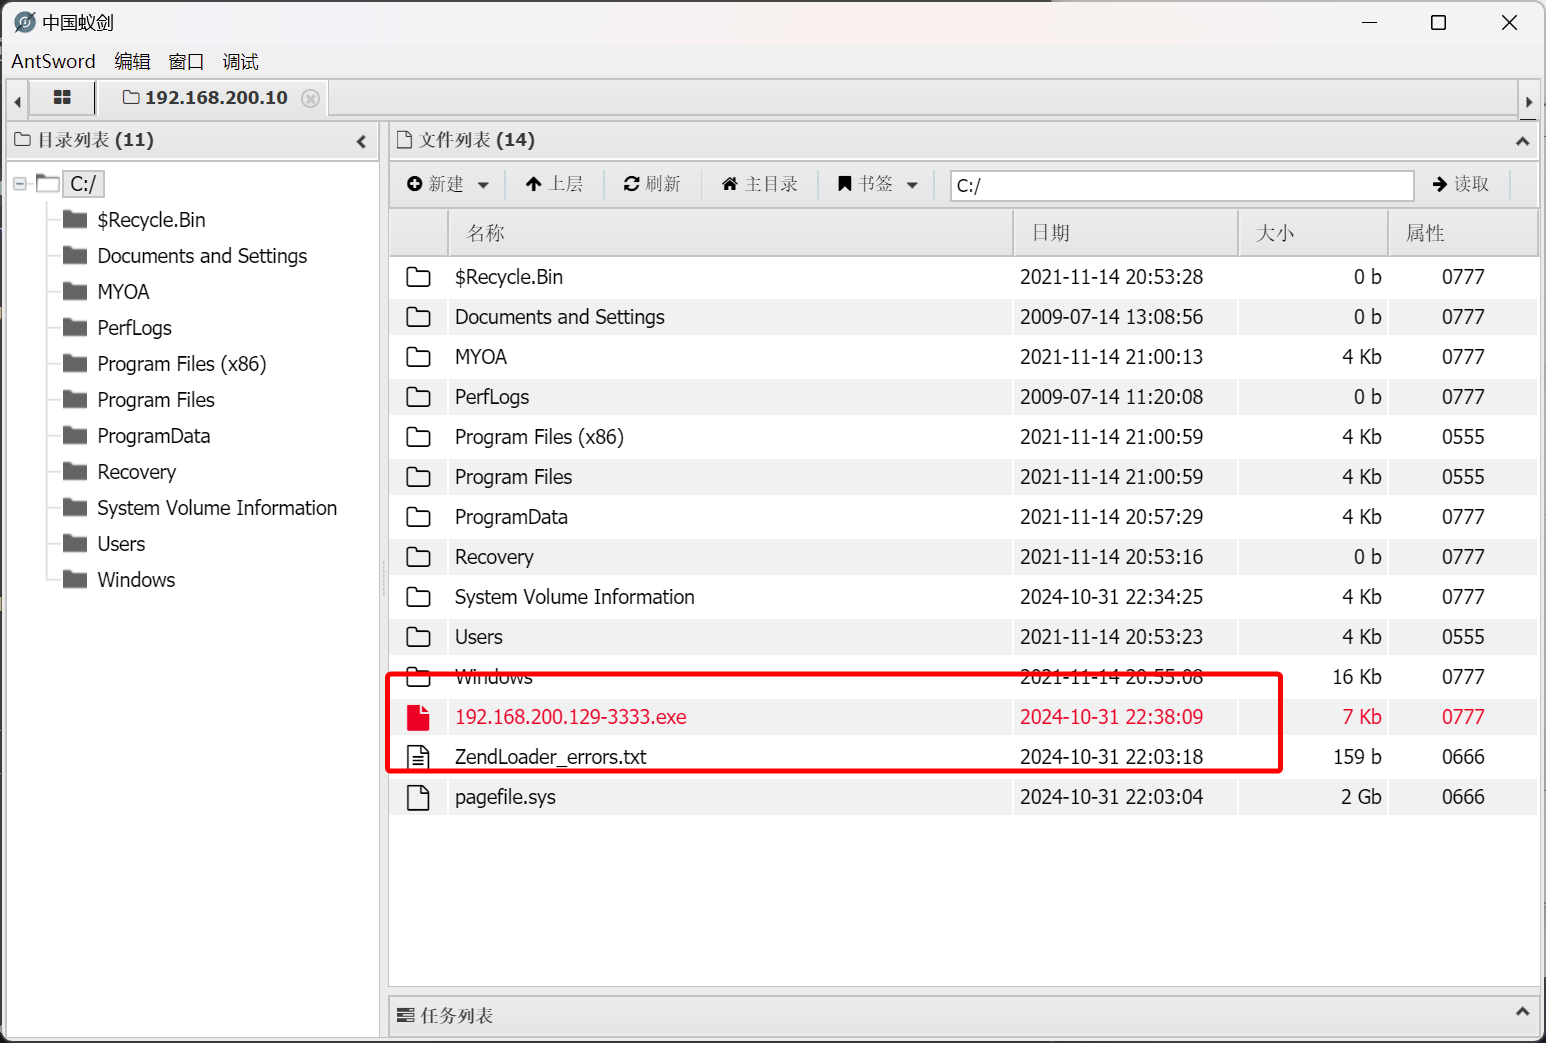 中国蚁剑
AntSword 编辑 窗口 调试
192.168.200.10
目录列表 (11)
C:/
$Recycle.Bin
Documents and Settings
MYOA
PerfLogs
Program Files (x86)
Program Files
ProgramData
Recovery
System Volume Information
Users
Windows
文件列表 (14)
新建 上层 刷新 主目录 书签 C:/ 读取
名称 日期 大小 属性
$Recycle.Bin 2021-11-14 20:53:28 0 b 0777
Documents and Settings 2009-07-14 13:08:56 0 b 0777
MYOA 2021-11-14 21:00:13 4 Kb 0777
PerfLogs 2009-07-14 11:20:08 0 b 0777
Program Files (x86) 2021-11-14 21:00:59 4 Kb 0555
Program Files 2021-11-14 21:00:59 4 Kb 0555
ProgramData 2021-11-14 20:57:29 4 Kb 0777
Recovery 2021-11-14 20:53:16 0 b 0777
System Volume Information 2024-10-31 22:34:25 4 Kb 0777
Users 2021-11-14 20:53:23 4 Kb 0555
Windows 2021-11-14 20:55:08 16 Kb 0777
192.168.200.129-3333.exe 2024-10-31 22:38:09 7 Kb 0777
ZendLoader_errors.txt 2024-10-31 22:03:18 159 b 0666
pagefile.sys 2024-10-31 22:03:04 2 Gb 0666
任务列表